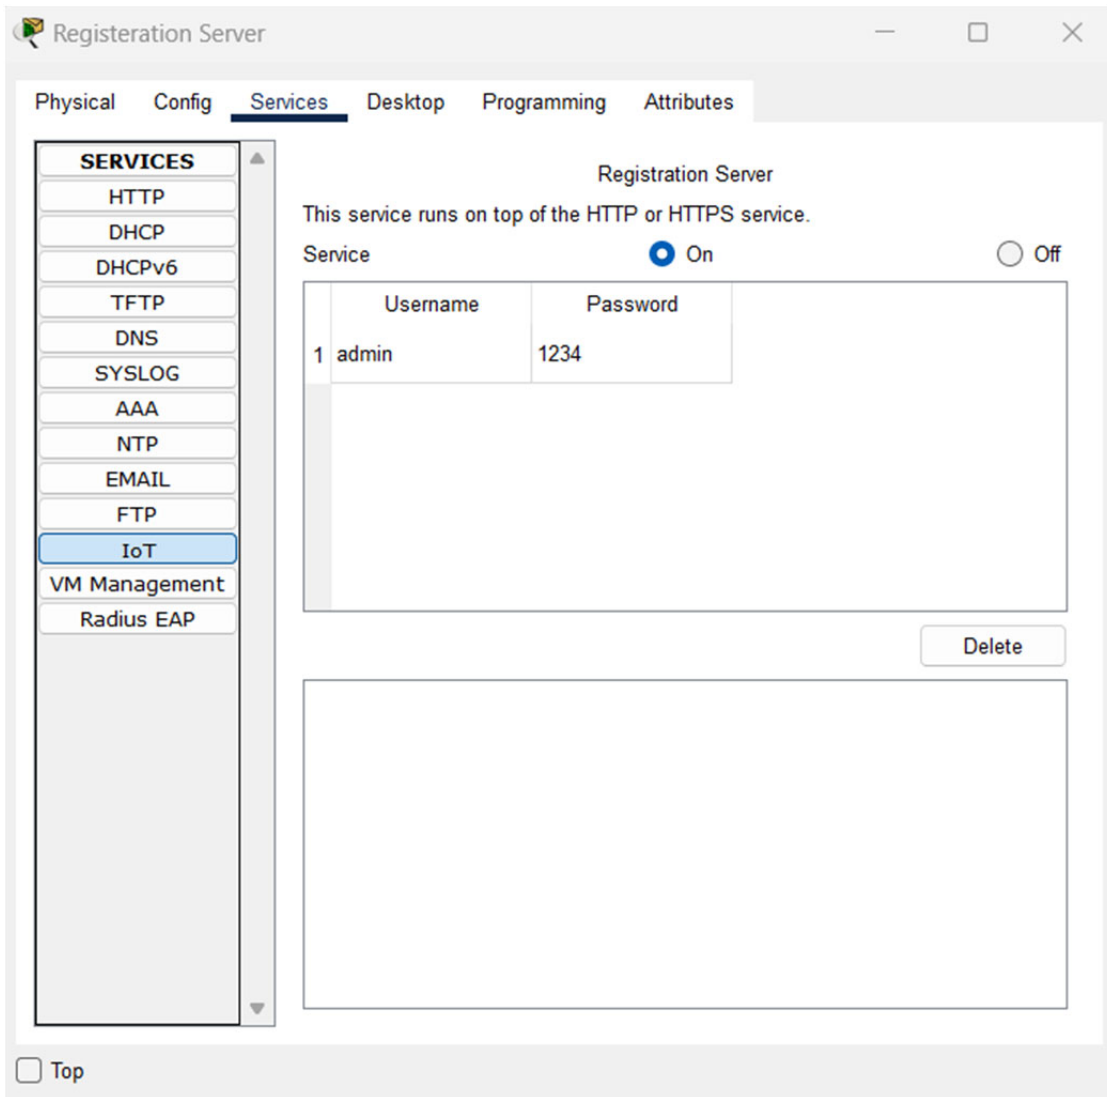 Registeration Server
Physical Config Services Desktop Programming Attributes
SERVICES
HTTP
DHCP
DHCPv6
TFTP
DNS
SYSLOG
AAA
NTP
EMAIL
FTP
IoT
VM Management
Radius EAP
Registration Server
This service runs on top of the HTTP or HTTPS service.
Service On Off
Username Password
1 admin 1234
Delete
Top